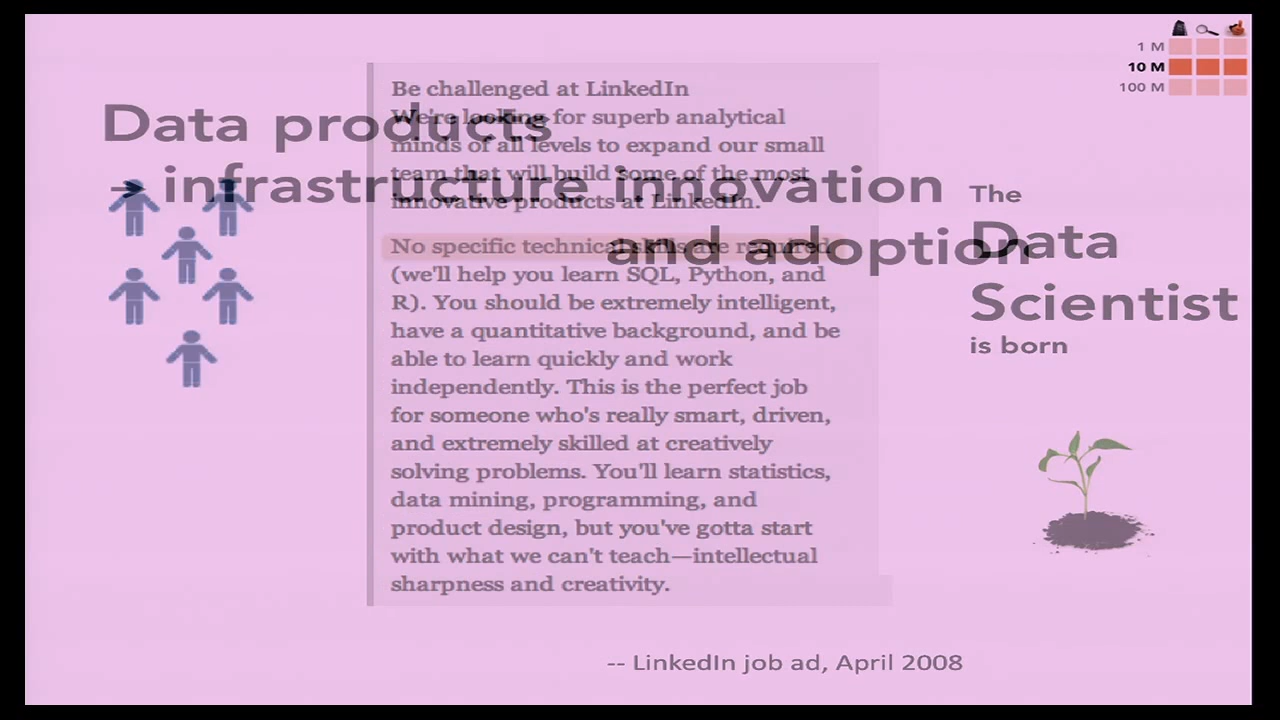 1 M
10 M
100 M
Data products
→ infrastructure innovation
and adoption
Be challenged at LinkedIn
We're looking for superb analytical
minds of all levels to expand our small
team that will build some of the most
innovative products at LinkedIn.
No specific technical skills are required
(we'll help you learn SQL, Python, and
R). You should be extremely intelligent,
have a quantitative background, and be
able to learn quickly and work
independently. This is the perfect job
for someone who's really smart, driven,
and extremely skilled at creatively
solving problems. You'll learn statistics,
data mining, programming, and
product design, but you've gotta start
with what we can't teach—intellectual
sharpness and creativity.
The
Data
Scientist
is born
-- LinkedIn job ad, April 2008